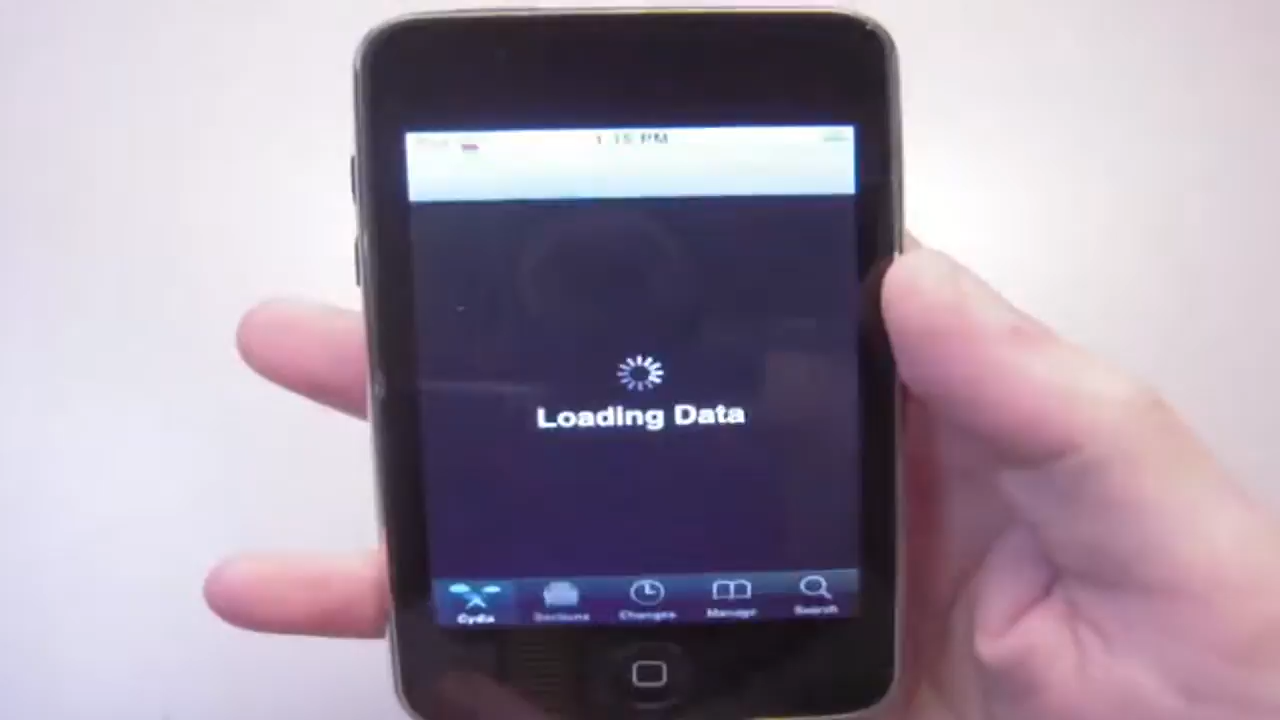 1:15 PM
Loading Data
Cydia
Sections
Changes
Manage
Search